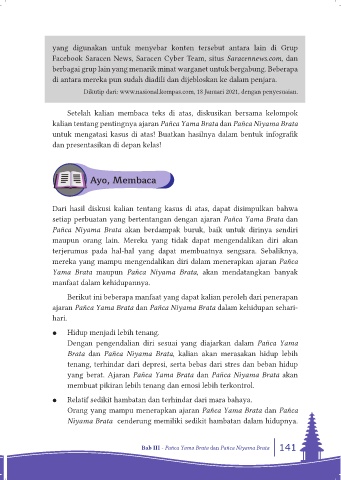 yang digunakan untuk menyebar konten tersebut antara lain di Grup
Facebook Saracen News, Saracen Cyber Team, situs Saracennews.com, dan
berbagai grup lain yang menarik minat warganet untuk bergabung. Beberapa
di antara mereka pun sudah diadili dan dijebloskan ke dalam penjara.
Dikutip dari: www.nasional.kompas.com, 18 Januari 2021, dengan penyesuaian.
Setelah kalian membaca teks di atas, diskusikan bersama kelompok
kalian tentang pentingnya ajaran Pañca Yama Brata dan Pañca Niyama Brata
untuk mengatasi kasus di atas! Buatkan hasilnya dalam bentuk infografik
dan presentasikan di depan kelas!
Ayo, Membaca
Dari hasil diskusi kalian tentang kasus di atas, dapat disimpulkan bahwa
setiap perbuatan yang bertentangan dengan ajaran Pañca Yama Brata dan
Pañca Niyama Brata akan berdampak buruk, baik untuk dirinya sendiri
maupun orang lain. Mereka yang tidak dapat mengendalikan diri akan
terjerumus pada hal-hal yang dapat membuatnya sengsara. Sebaliknya,
mereka yang mampu mengendalikan diri dalam menerapkan ajaran Pañca
Yama Brata maupun Pañca Niyama Brata, akan mendatangkan banyak
manfaat dalam kehidupannya.
Berikut ini beberapa manfaat yang dapat kalian peroleh dari penerapan
ajaran Pañca Yama Brata dan Pañca Niyama Brata dalam kehidupan sehari-
hari.
● Hidup menjadi lebih tenang.
Dengan pengendalian diri sesuai yang diajarkan dalam Pañca Yama
Brata dan Pañca Niyama Brata, kalian akan merasakan hidup lebih
tenang, terhindar dari depresi, serta bebas dari stres dan beban hidup
yang berat. Ajaran Pañca Yama Brata dan Pañca Niyama Brata akan
membuat pikiran lebih tenang dan emosi lebih terkontrol.
● Relatif sedikit hambatan dan terhindar dari mara bahaya.
Orang yang mampu menerapkan ajaran Pañca Yama Brata dan Pañca
Niyama Brata cenderung memiliki sedikit hambatan dalam hidupnya.
Bab III - Pañca Yama Brata dan Pañca Niyama Brata 141